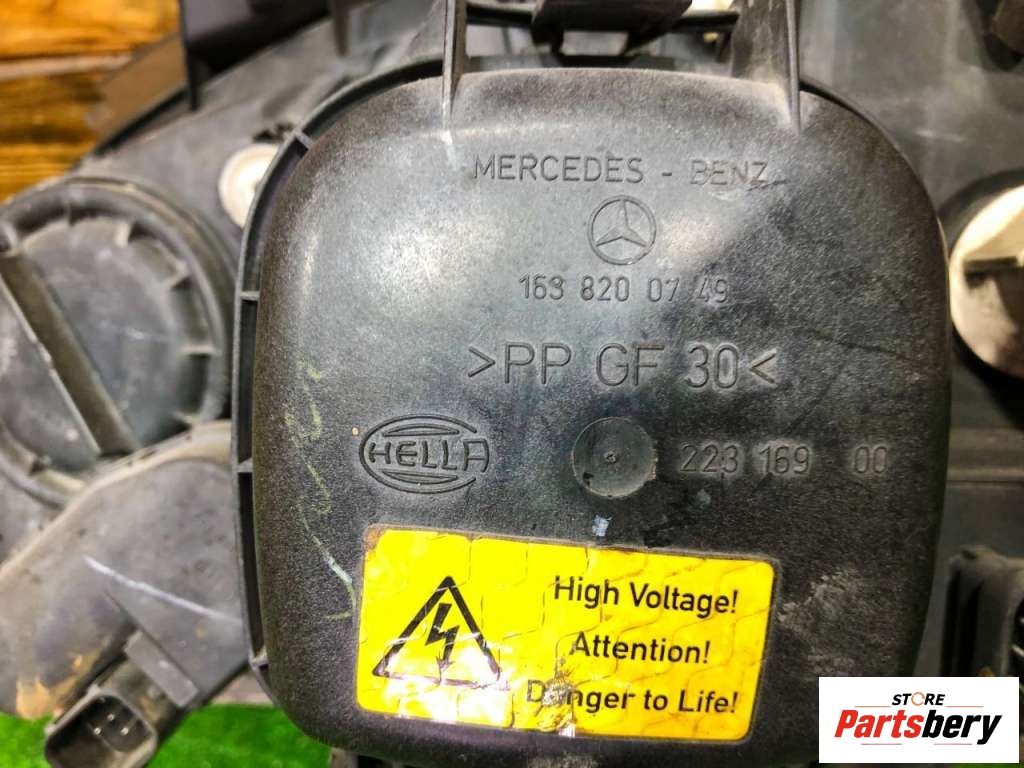 MERCEDES - BENZ
163 820 07 49
>PP GF 30<
HELLA
223 169 00
High Voltage!
Attention!
Danger to Life!
STORE
Partsbery